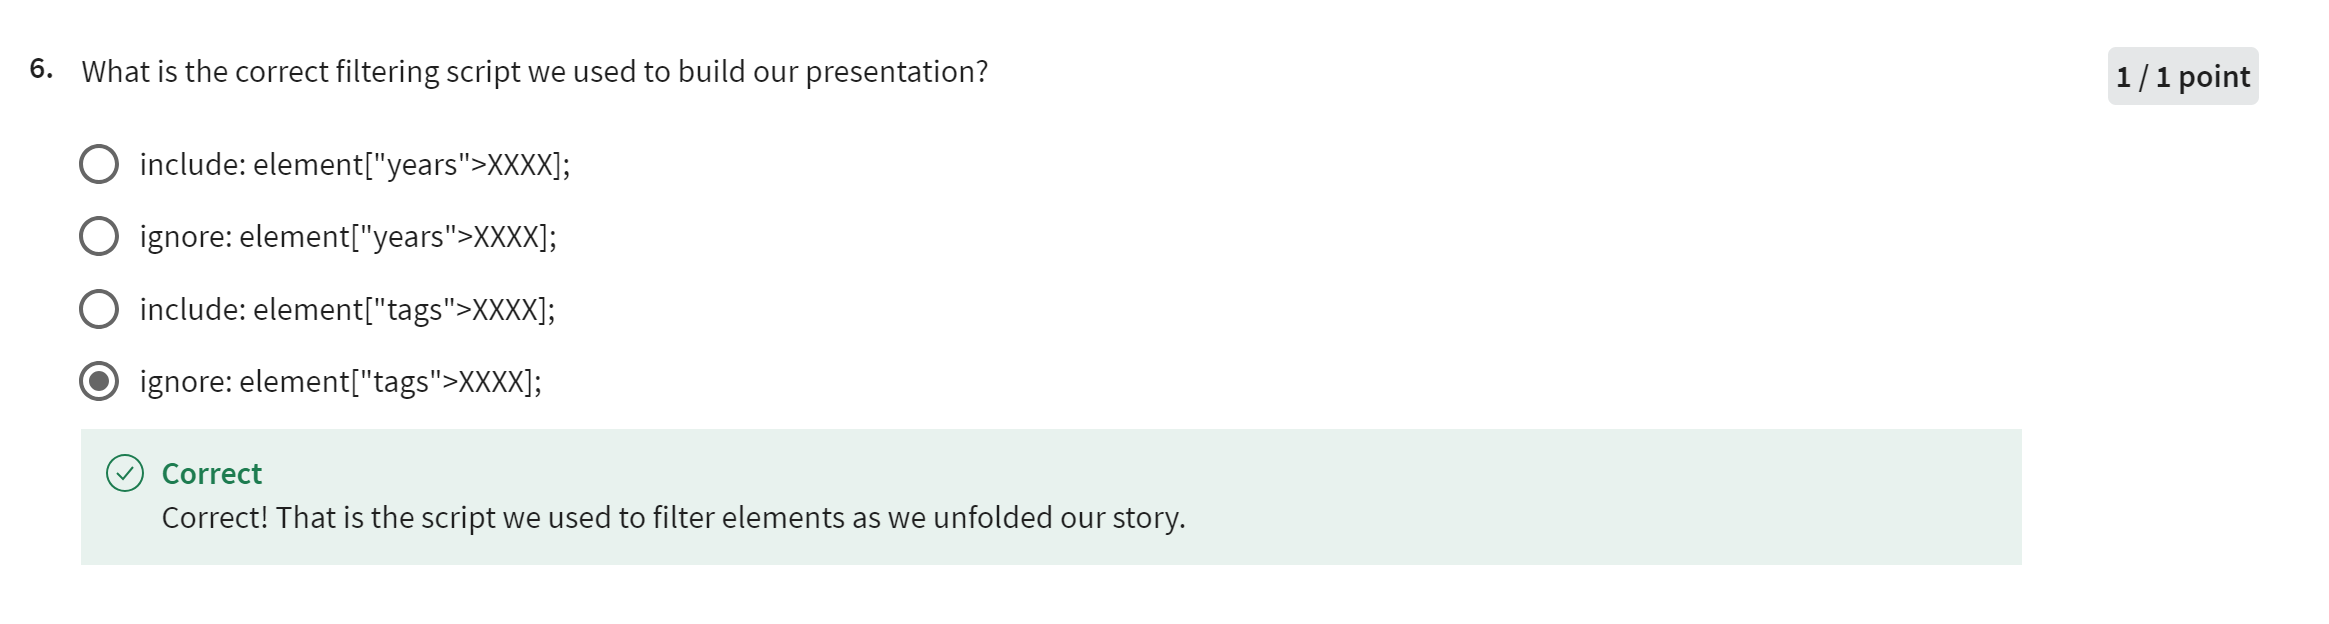 6. What is the correct filtering script we used to build our presentation?
1 / 1 point
include: element["years">XXXX];
ignore: element["years">XXXX];
include: element["tags">XXXX];
ignore: element["tags">XXXX];
Correct
Correct! That is the script we used to filter elements as we unfolded our story.